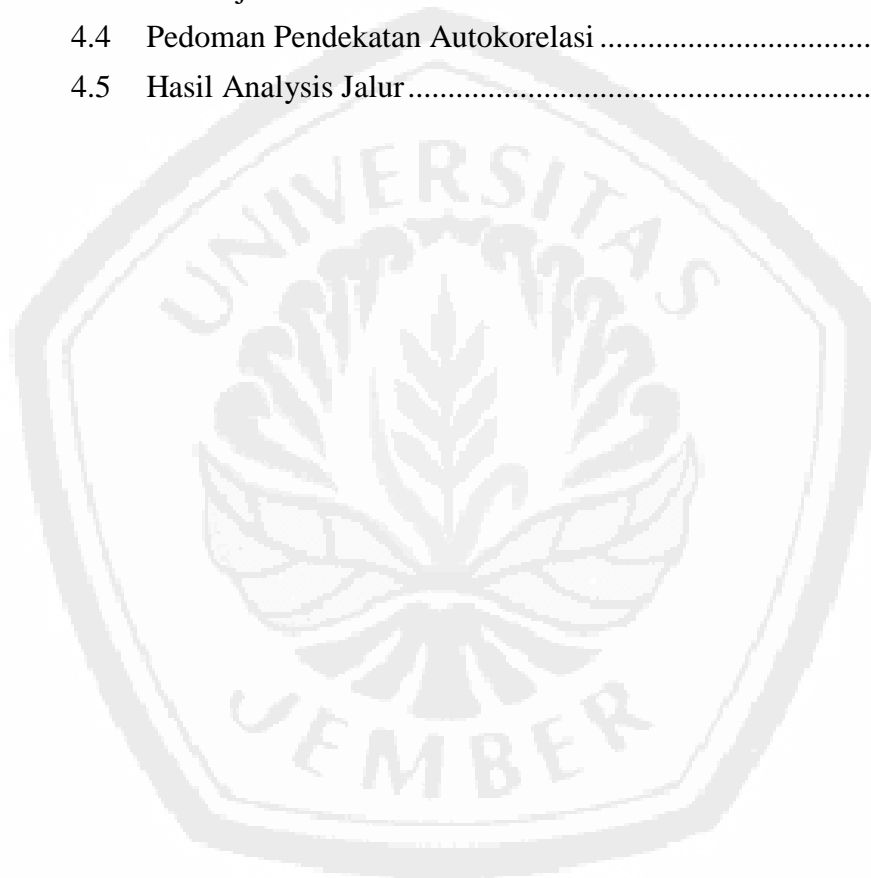 4.4 Pedoman Pendekatan Autokorelasi ..................................
4.5 Hasil Analysis Jalur ..........................................................
UNIVERSITAS
JEMBER